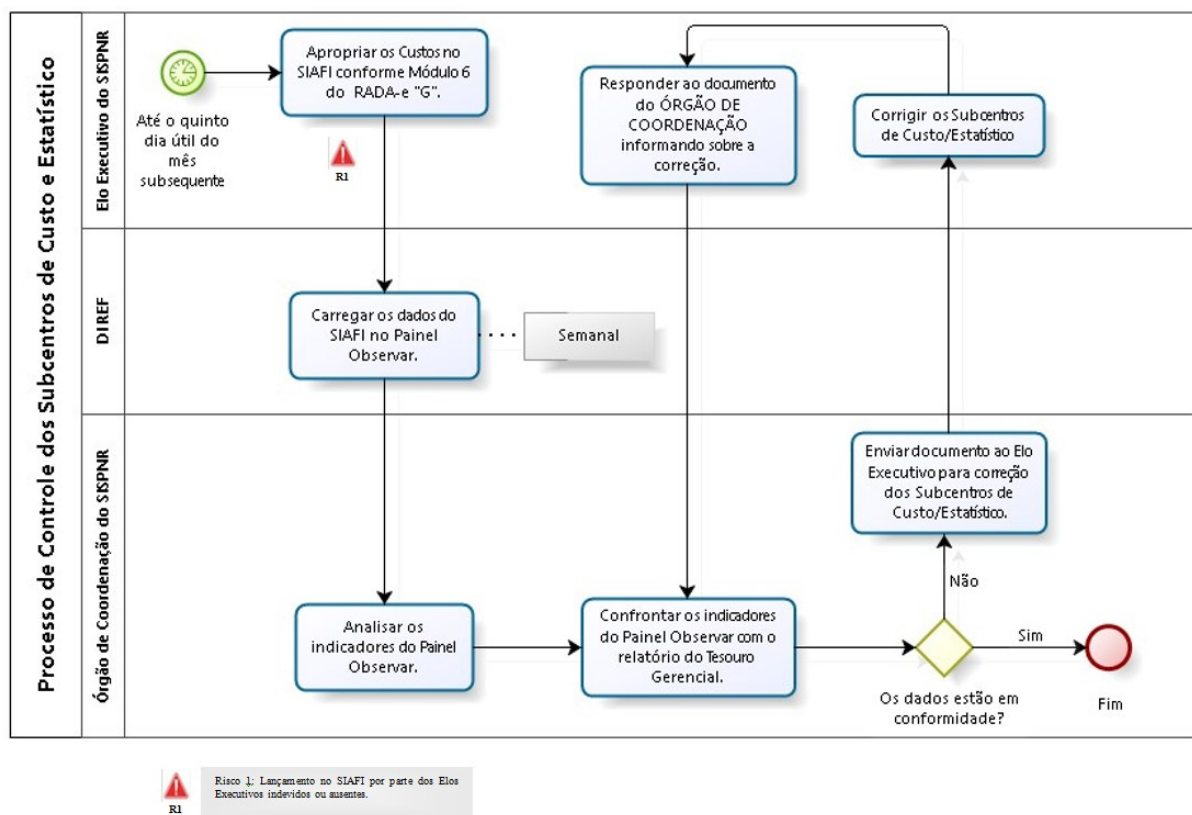 Processo de Controle dos Subcentros de Custo e Estatístico
Elo Executivo do SISPNR
Até o quinto
dia útil do
mês
subsequente
Apropriar os Custos no
SIAFI conforme Módulo 6
do RADA-e "G".
R1
Responder ao documento
do ÓRGÃO DE
COORDENAÇÃO
informando sobre a
correção.
Corrigir os Subcentros
de Custo/Estatístico
DIREF
Carregar os dados do
SIAFI no Painel
Observar.
Semanal
Órgão de Coordenação do SISPNR
Analisar os
indicadores do Painel
Observar.
Confrontar os indicadores
do Painel Observar com o
relatório do Tesouro
Gerencial.
Enviar documento ao Elo
Executivo para correção
dos Subcentros de
Custo/Estatístico.
Não
Sim
Os dados estão em
conformidade?
Fim
R1
Risco 1; Lançamento no SIAFI por parte dos Elos
Executivos indevidos ou ausentes.